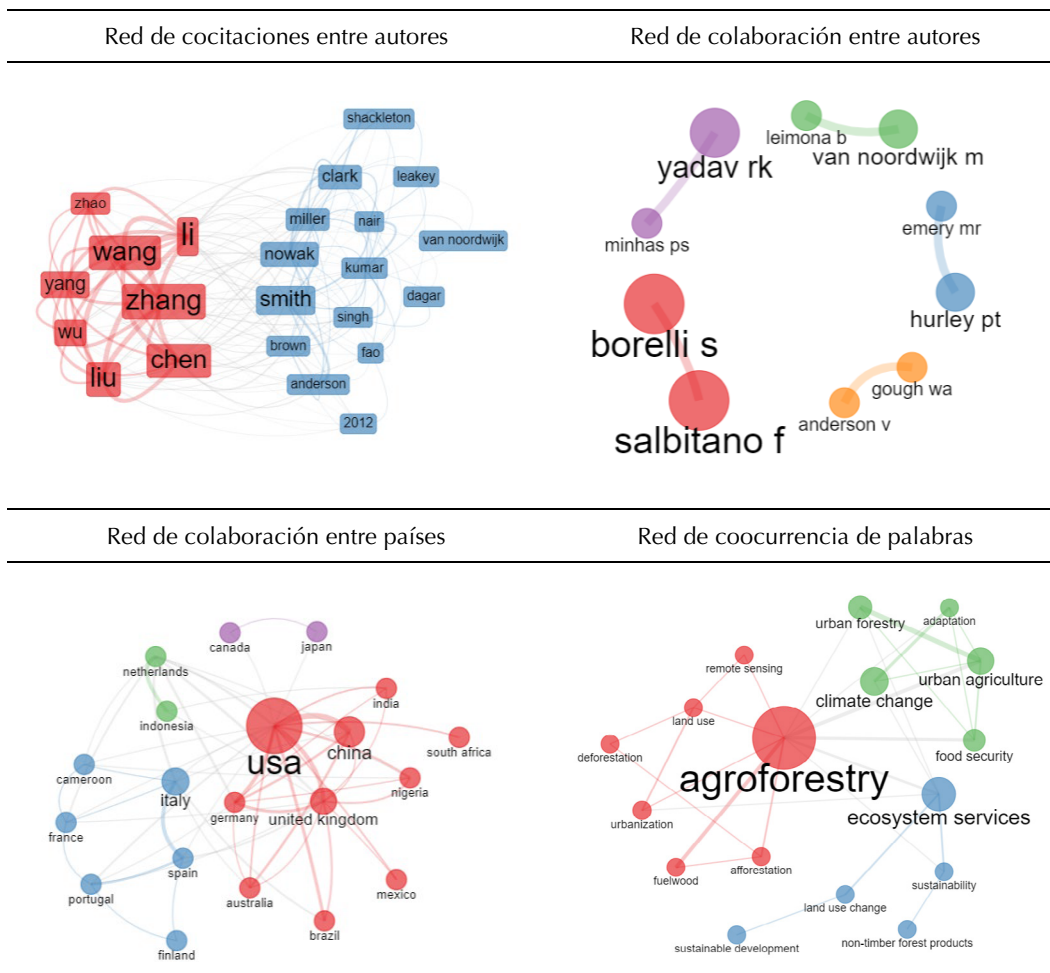 Red de cocitaciones entre autores
Red de colaboración entre autores
shackleton
clark
leakey
zhao
miller
nair
li
wang
nowak
van noordwijk
yang
kumar
zhang
smith
dagar
singh
wu
brown
fao
chen
liu
anderson
2012
leimona b
van noordwijk m
yadav rk
minhas ps
emery mr
hurley pt
borelli s
gough wa
anderson v
salbitano f
Red de colaboración entre países
Red de coocurrencia de palabras
canada
japan
netherlands
india
indonesia
usa
china
south africa
cameroon
italy
nigeria
germany
united kingdom
france
spain
portugal
australia
mexico
brazil
finland
urban forestry
adaptation
remote sensing
urban agriculture
climate change
land use
deforestation
food security
agroforestry
ecosystem services
urbanization
fuelwood
afforestation
sustainability
land use change
sustainable development
non-timber forest products